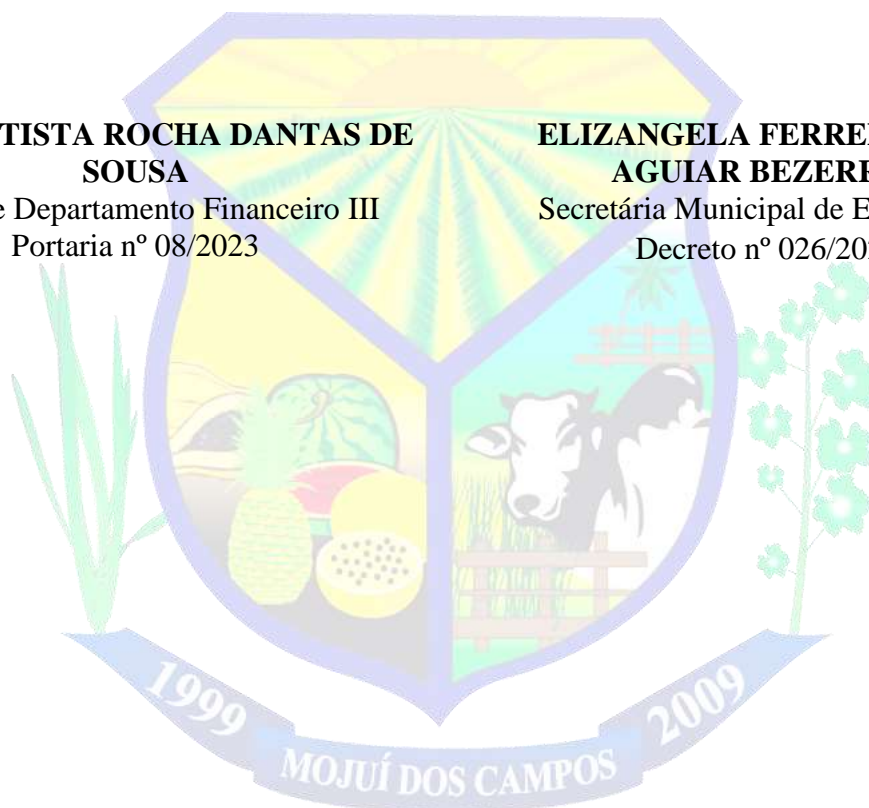 TISTA ROCHA DANTAS DE
SOUSA
e Departamento Financeiro III
Portaria nº 08/2023
ELIZANGELA FERRE
AGUIAR BEZER
Secretária Municipal de E
Decreto nº 026/20
1999
MOJUÍ DOS CAMPOS
2009